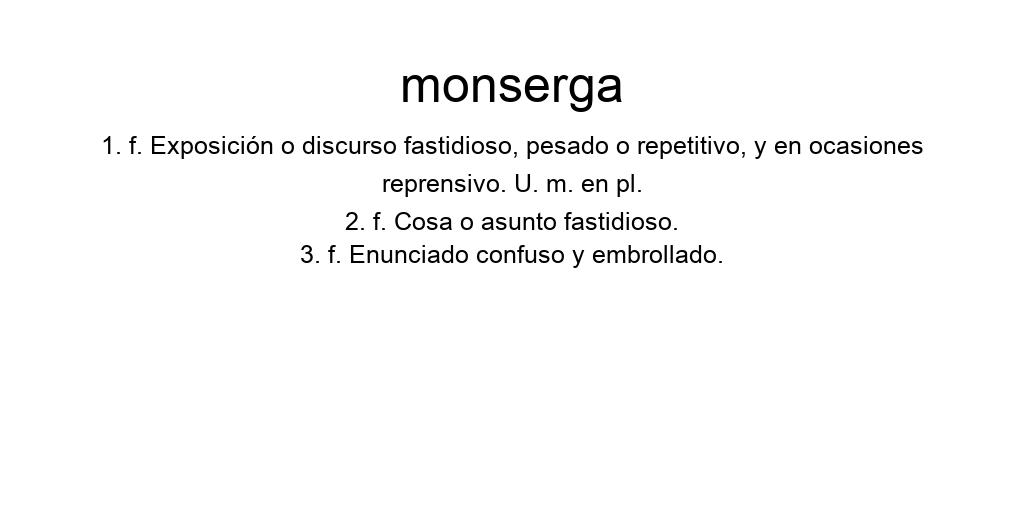 monserga
1. f. Exposición o discurso fastidioso, pesado o repetitivo, y en ocasiones
reprensivo. U. m. en pl.
2. f. Cosa o asunto fastidioso.
3. f. Enunciado confuso y embrollado.